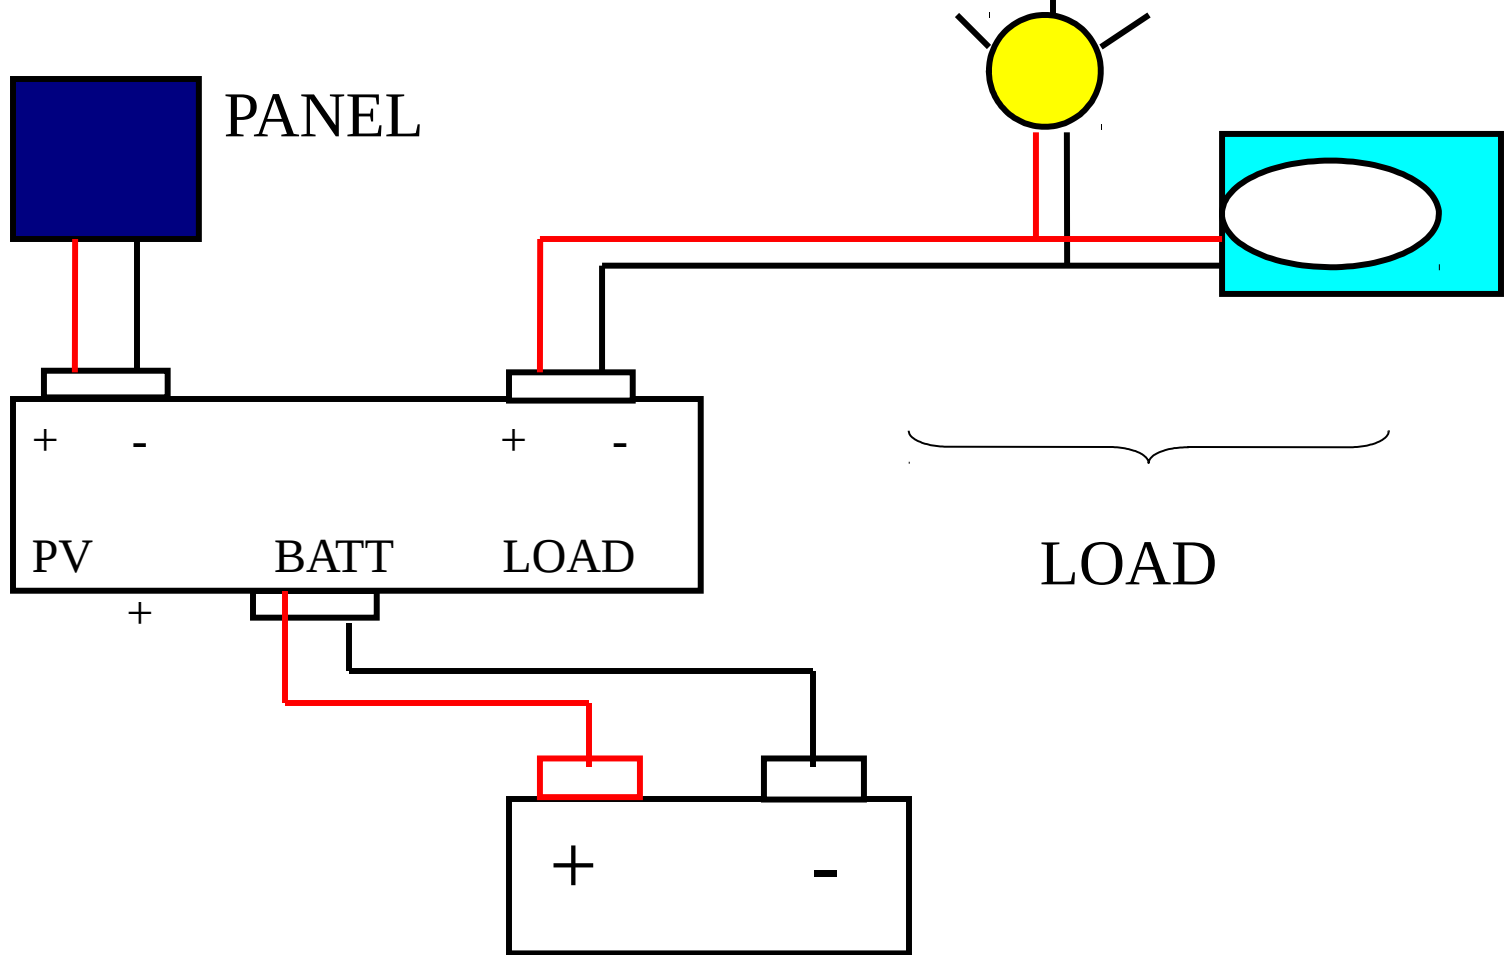 PANEL
+ - + -
PV BATT LOAD
LOAD
+
+ -